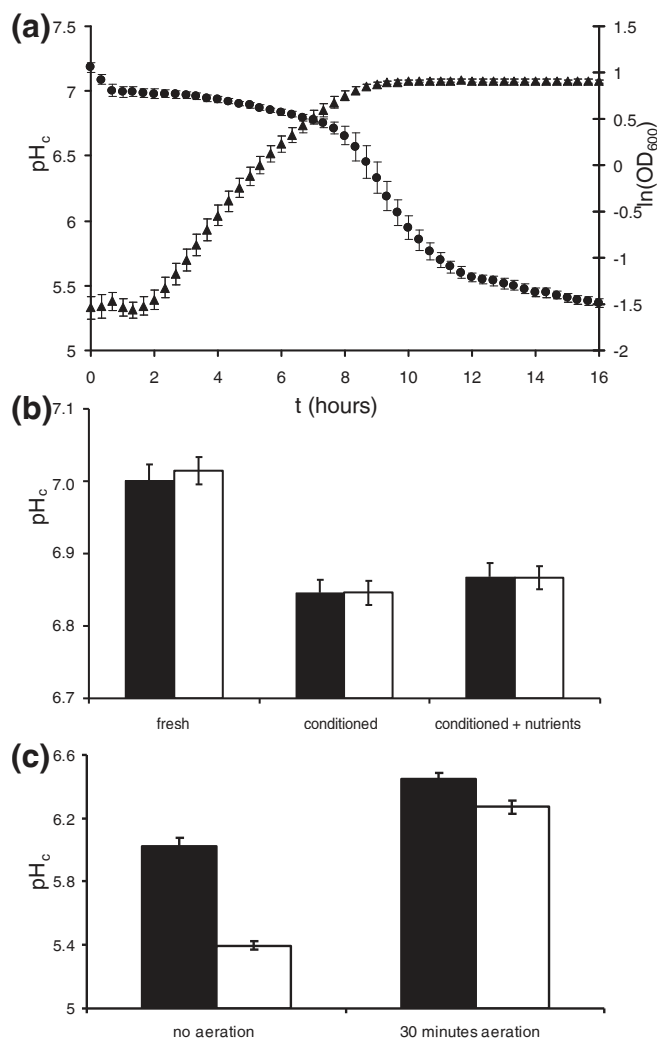 (a)
7.5
7
6.5
6
5.5
5
pHc
1.5
1
0.5
0
-0.5
-1
-1.5
-2
ln(OD600)
0 2 4 6 8 10 12 14 16
t (hours)
(b)
7.1
7.0
6.9
6.8
6.7
pHc
fresh conditioned conditioned + nutrients
(c)
6.6
6.2
5.8
5.4
5
pHc
no aeration 30 minutes aeration